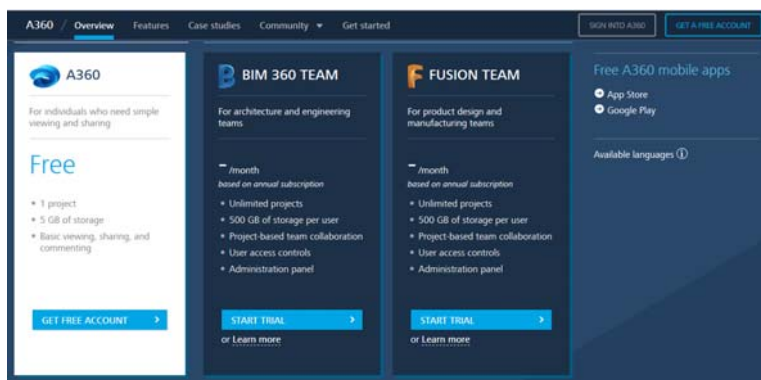 A360 / Overview Features Case studies Community Get started
SIGN INTO A360
GET A FREE ACCOUNT
A360
For individuals who need simple
viewing and sharing
Free
1 project
5 GB of storage
Basic viewing, sharing, and
commenting
GET FREE ACCOUNT
BIM 360 TEAM
For architecture and engineering
teams
- /month
based on annual subscription
Unlimited projects
500 GB of storage per user
Project-based team collaboration
User access controls
Administration panel
START TRIAL
or Learn more
FUSION TEAM
For product design and
manufacturing teams
- /month
based on annual subscription
Unlimited projects
500 GB of storage per user
Project-based team collaboration
User access controls
Administration panel
START TRIAL
or Learn more
Free A360 mobile apps
App Store
Google Play
Available languages